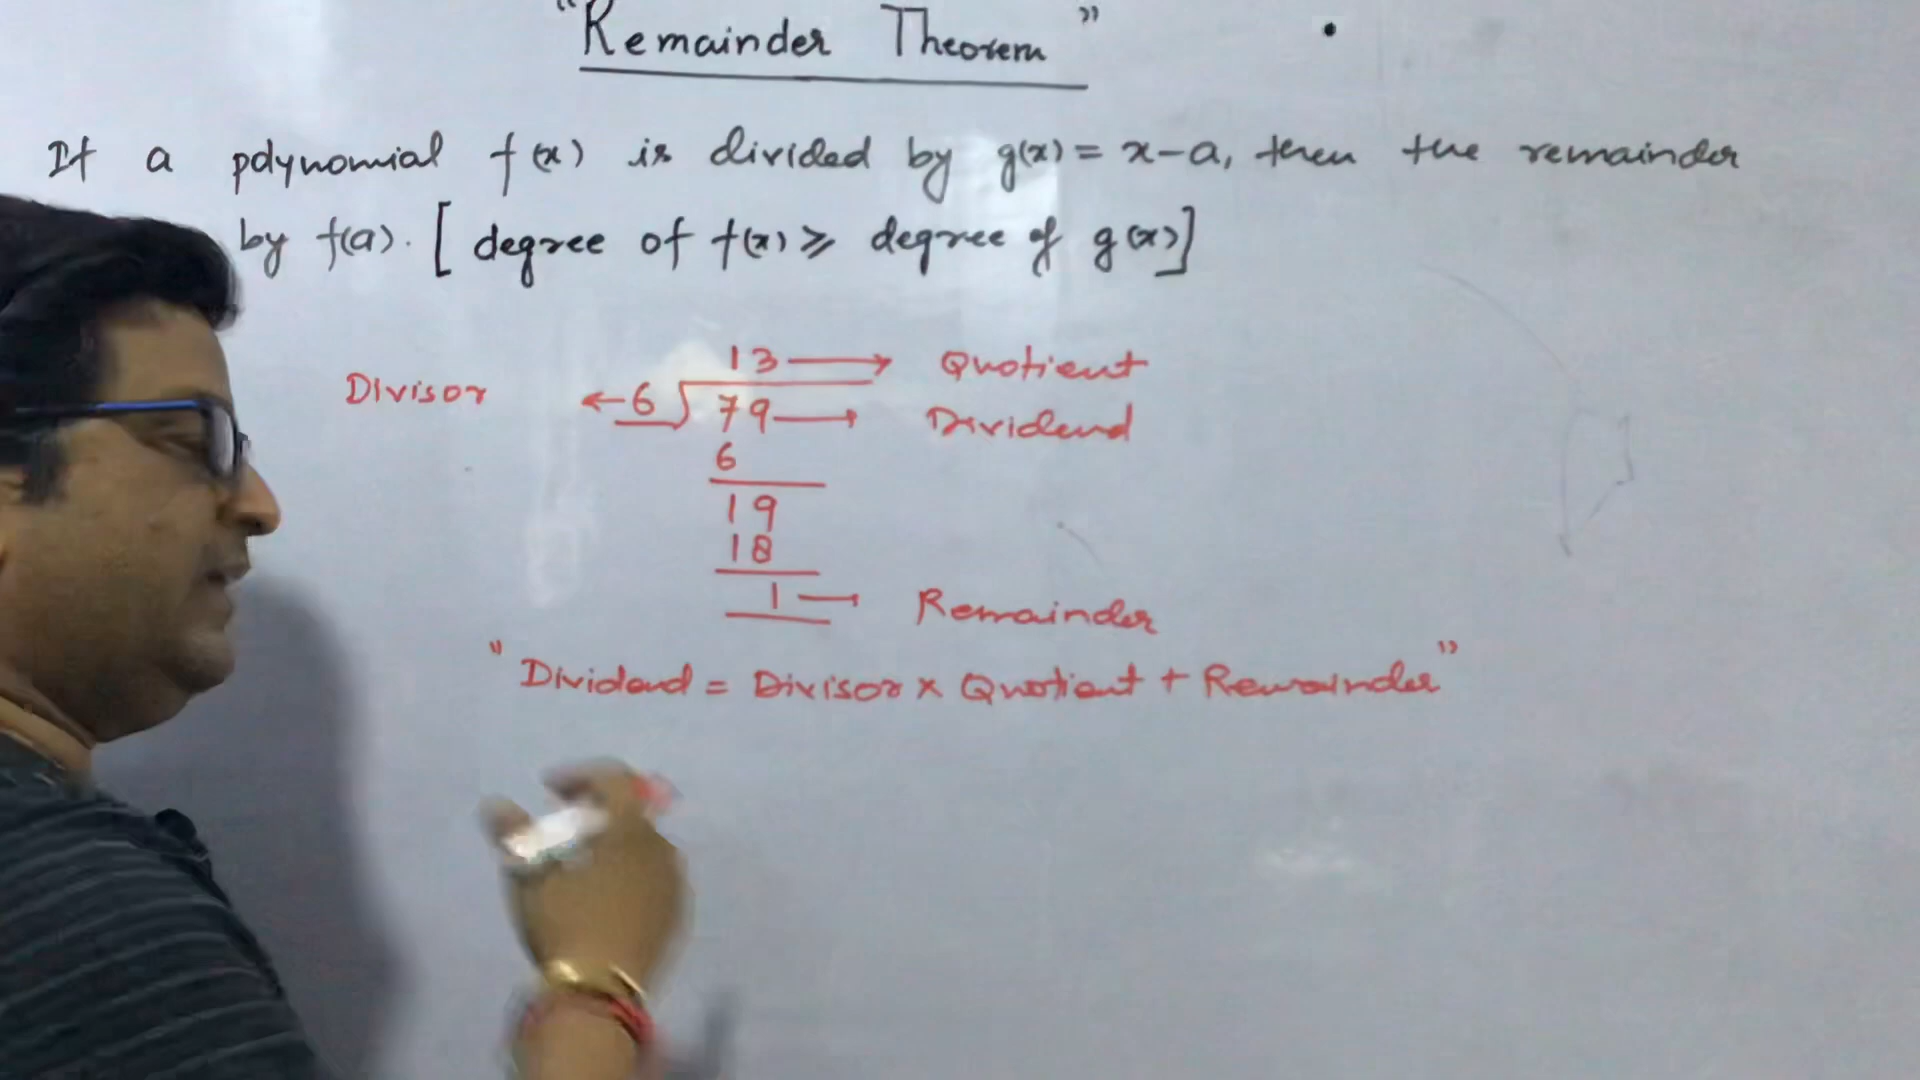 "Remainder Theorem"
If a polynomial f(x) is divided by g(x) = x-a, then the remainder
by f(a). [degree of f(x) ≥ degree of g(x)]
13 → Quotient
Divisor ← 6 79 → Dividend
6
19
18
1 → Remainder
"Dividend = Divisor × Quotient + Remainder"